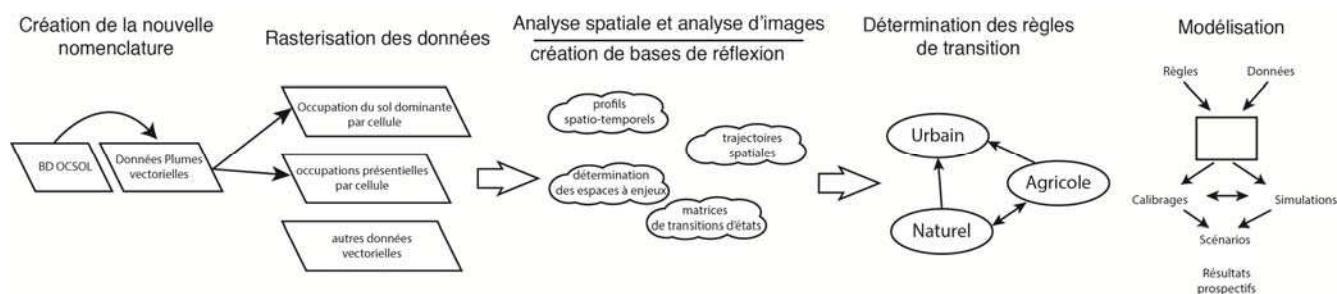 Création de la nouvelle
nomenclature
BD OCSOL
Données Plumes
vectorielles
Rasterisation des données
Occupation du sol dominante
par cellule
occupations présentielles
par cellule
autres données
vectorielles
Analyse spatiale et analyse d'images
création de bases de réflexion
profils
spatio-temporels
trajectoires
spatiales
détermination
des espaces à enjeux
matrices
de transitions d'états
Détermination des règles
de transition
Urbain
Agricole
Naturel
Modélisation
Règles
Données
Calibrages
Simulations
Scénarios
Résultats
prospectifs